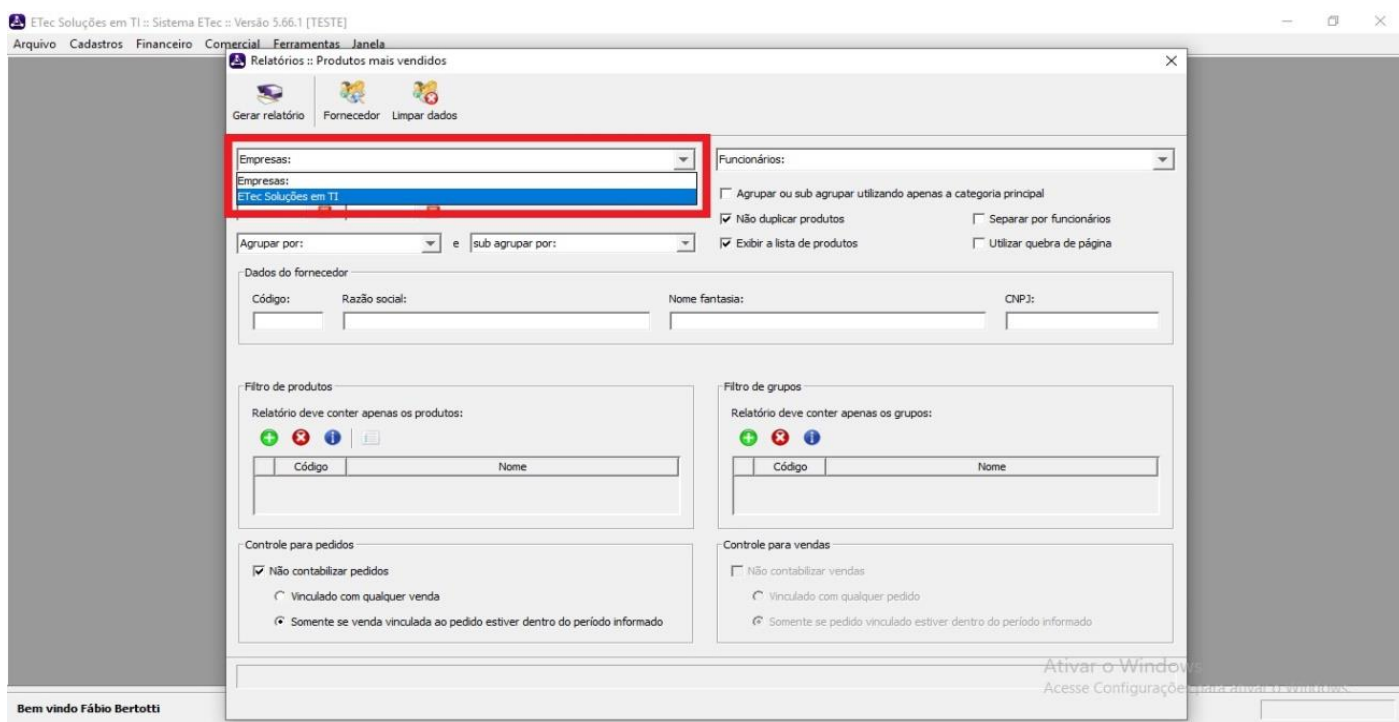 ETec Soluções em TI :: Sistema ETec :: Versão 5.66.1 [TESTE]
Arquivo Cadastros Financeiro Comercial Ferramentas Janela
Relatórios :: Produtos mais vendidos
Gerar relatório Fornecedor Limpar dados
Empresas: Funcionários:
Empresas:
ETec Soluções em TI Agrupar ou sub agrupar utilizando apenas a categoria principal
Não duplicar produtos Separar por funcionários
Agrupar por: e sub agrupar por: Exibir a lista de produtos Utilizar quebra de página
Dados do fornecedor
Código: Razão social: Nome fantasia: CNPJ:
Filtro de produtos Filtro de grupos
Relatório deve conter apenas os produtos: Relatório deve conter apenas os grupos:
Código Nome Código Nome
Controle para pedidos Controle para vendas
Não contabilizar pedidos Não contabilizar vendas
Vinculado com qualquer venda Vinculado com qualquer pedido
Somente se venda vinculada ao pedido estiver dentro do período informado Somente se pedido vinculado estiver dentro do período informado
Ativar o Windows
Acesse Configurações para ativar o Windows.
Bem vindo Fábio Bertotti